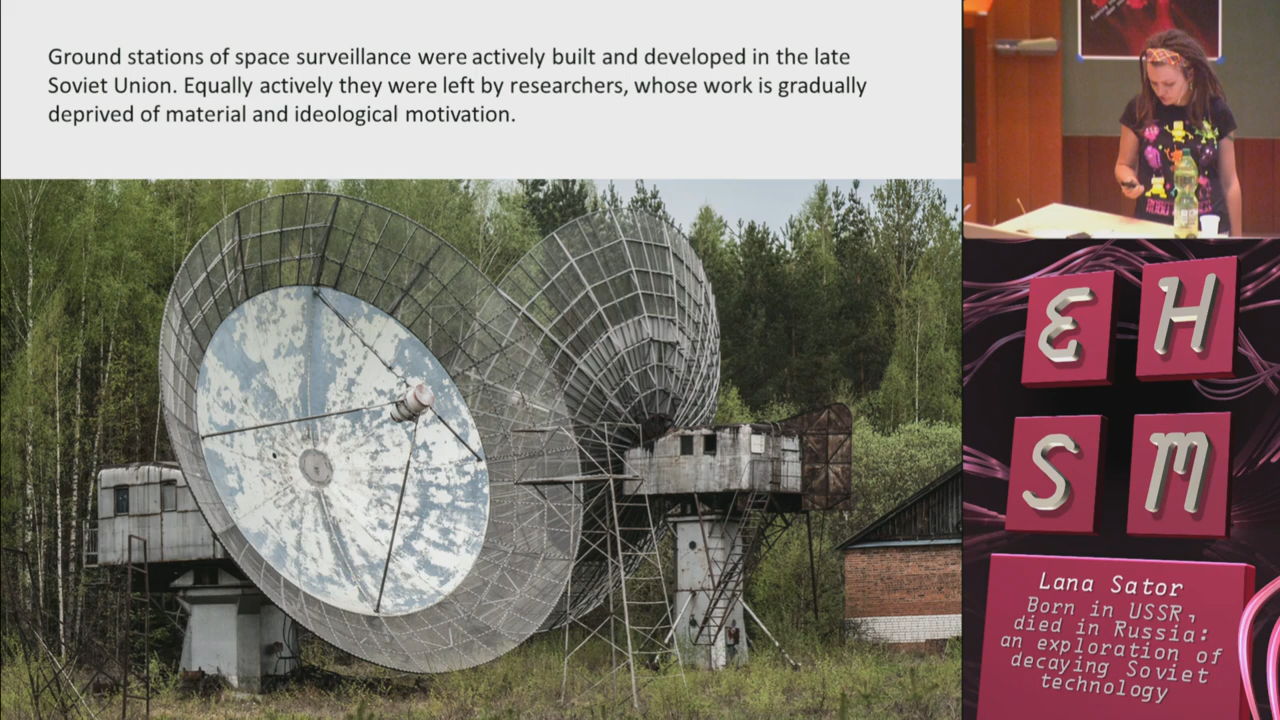 Ground stations of space surveillance were actively built and developed in the late
Soviet Union. Equally actively they were left by researchers, whose work is gradually
deprived of material and ideological motivation.
E H
S M
Lana Sator
Born in USSR,
died in Russia:
an exploration of
decaying Soviet
technology